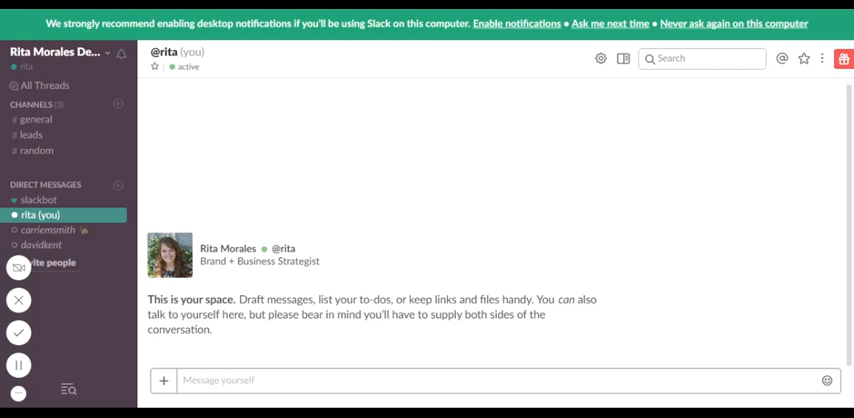 We strongly recommend enabling desktop notifications if you'll be using Slack on this computer. Enable notifications • Ask me next time • Never ask again on this computer
Rita Morales De...
rita
All Threads
CHANNELS (3)
# general
# leads
# random
DIRECT MESSAGES
slackbot
rita (you)
carriemsmith
davidkent
vite people
@rita (you)
active
Search
Rita Morales @rita
Brand + Business Strategist
This is your space. Draft messages, list your to-dos, or keep links and files handy. You can also
talk to yourself here, but please bear in mind you'll have to supply both sides of the
conversation.
Message yourself